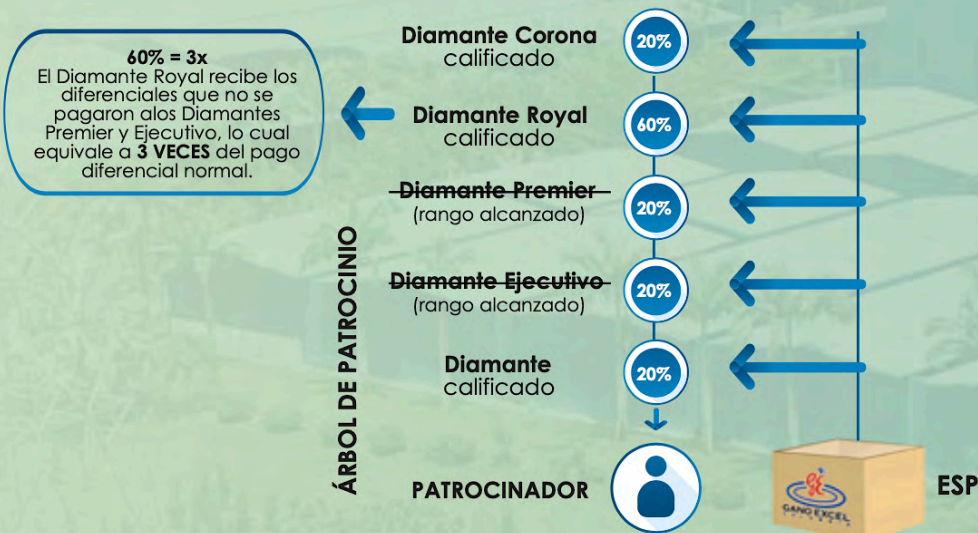 60% = 3x
El Diamante Royal recibe los
diferenciales que no se
pagaron alos Diamantes
Premier y Ejecutivo, lo cual
equivale a 3 VECES del pago
diferencial normal.
Diamante Corona
calificado
20%
Diamante Royal
calificado
60%
Diamante Premier
(rango alcanzado)
20%
Diamante Ejecutivo
(rango alcanzado)
20%
Diamante
calificado
20%
ÁRBOL DE PATROCINIO
PATROCINADOR
GANO EXCEL
ESP